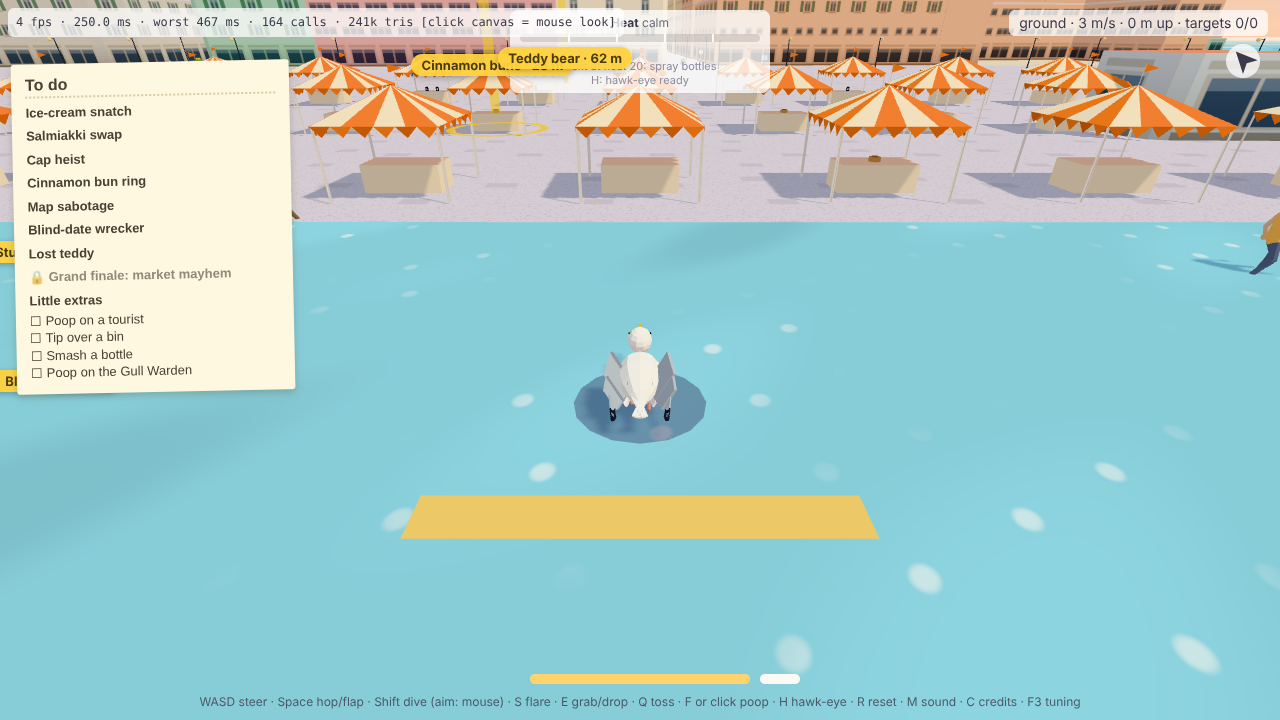 4 fps · 250.0 ms · worst 467 ms · 164 calls · 241k tris [click canvas = mouse look]
calm
ground · 3 m/s · 0 m up · targets 0/0
Cinnamon
Teddy bear · 62 m
20: spray bottles
H: hawk-eye ready
To do
Ice-cream snatch
Salmiakki swap
Cap heist
Cinnamon bun ring
Map sabotage
Blind-date wrecker
Lost teddy
🔒 Grand finale: market mayhem
Little extras
☐ Poop on a tourist
☐ Tip over a bin
☐ Smash a bottle
☐ Poop on the Gull Warden
WASD steer · Space hop/flap · Shift dive (aim: mouse) · S flare · E grab/drop · Q toss · F or click poop · H hawk-eye · R reset · M sound · C credits · F3 tuning